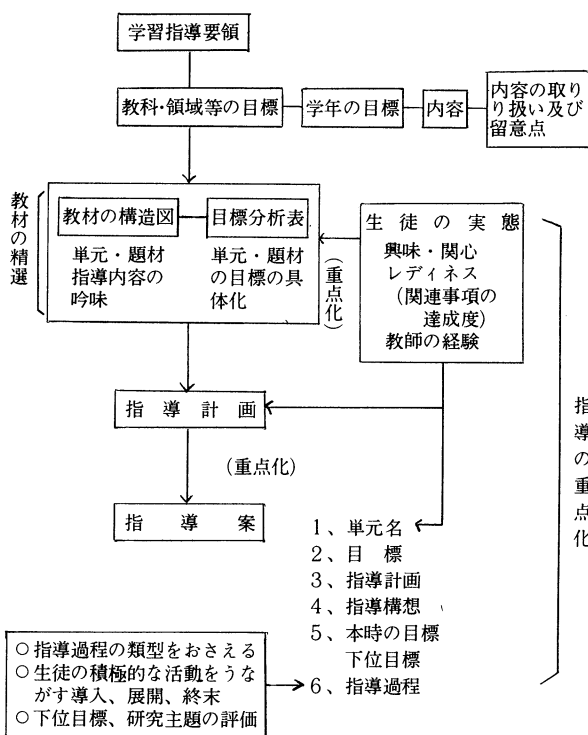 学習指導要領
教科・領域等の目標
学年の目標
内容
内容の取り
り扱い及び
留意点
教材の精選
教材の構造図
目標分析表
単元・題材
指導内容の
吟味
単元・題材
の目標の具
体化
(重点化)
生徒の実態
興味・関心
レディネス
(関連事項の
達成度)
教師の経験
指導計画
(重点化)
指導案
指導の重点化
1、単元名
2、目 標
3、指導計画
4、指導構想
5、本時の目標
下位目標
6、指導過程
○指導過程の類型をおさえる
○生徒の積極的な活動をうな
がす導入、展開、終末
○下位目標、研究主題の評価